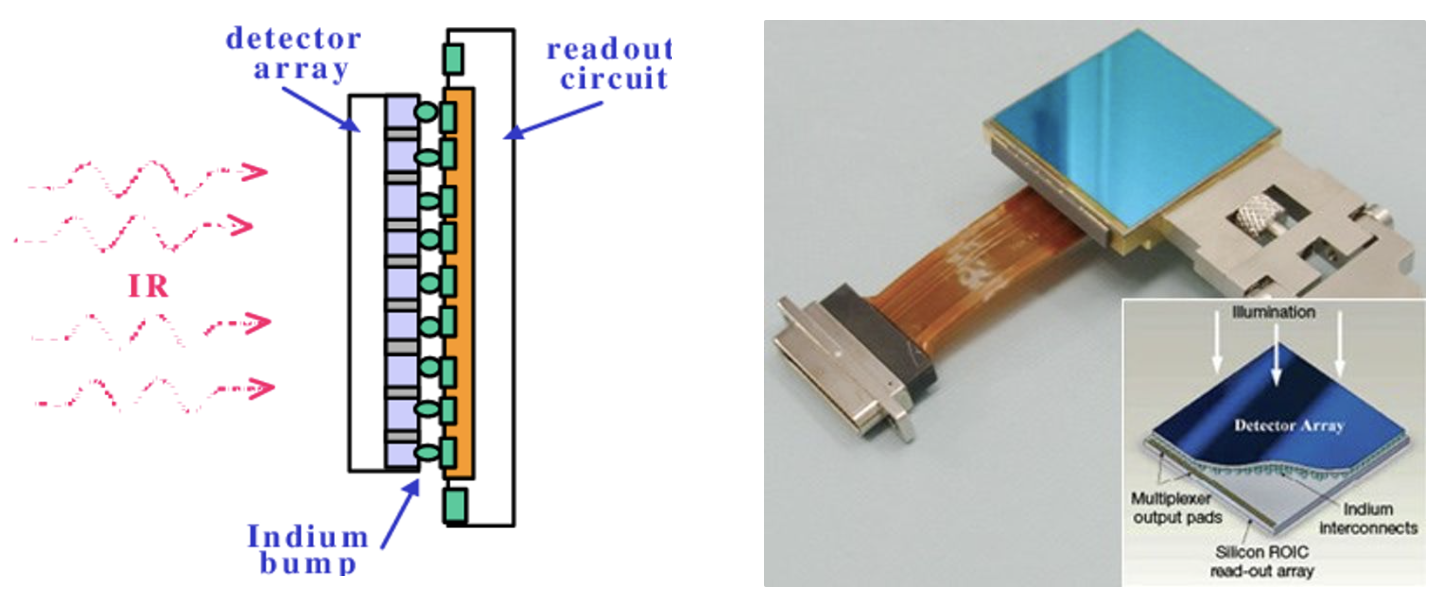 detector
array
readout
circuit
IR
Indium
bump
Illumination
Detector Array
Multiplexer
output pads
Indium
interconnects
Silicon ROIC
read-out array